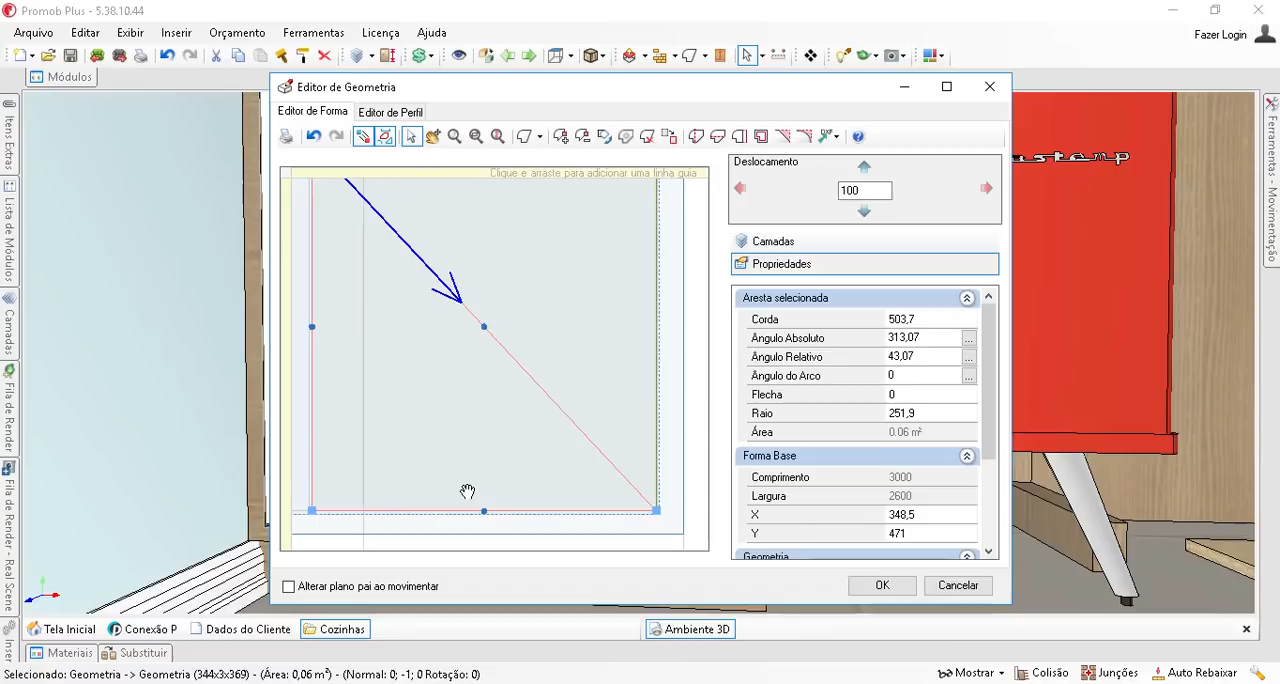 Promob Plus - 5.38.10.44
Arquivo Editar Exibir Inserir Orçamento Ferramentas Licença Ajuda
Fazer Login
Módulos
Editor de Geometria
Editor de Forma Editor de Perfil
Clique e arraste para adicionar uma linha guia
Deslocamento
100
Camadas
Propriedades
Aresta selecionada
Corda 503,7
Ângulo Absoluto 313,07 ...
Ângulo Relativo 43,07 ...
Ângulo do Arco 0 ...
Flecha 0
Raio 251,9
Área 0.06 m²
Forma Base
Comprimento 3000
Largura 2600
X 348,5
Y 471
Geometria
Alterar plano pai ao movimentar
OK Cancelar
Itens Extras
Lista de Módulos
Camadas
Fila de Render
Fila de Render - Real Scene
Inser
Ferramentas - Movimentação
Tela Inicial Conexão P Dados do Cliente Cozinhas Ambiente 3D
Materiais Substituir
Selecionado: Geometria -> Geometria (344x3x369) - (Área: 0,06 m²) - (Normal:0; -1; 0 Rotação: 0)
Mostrar Colisão Junções Auto Rebaixar